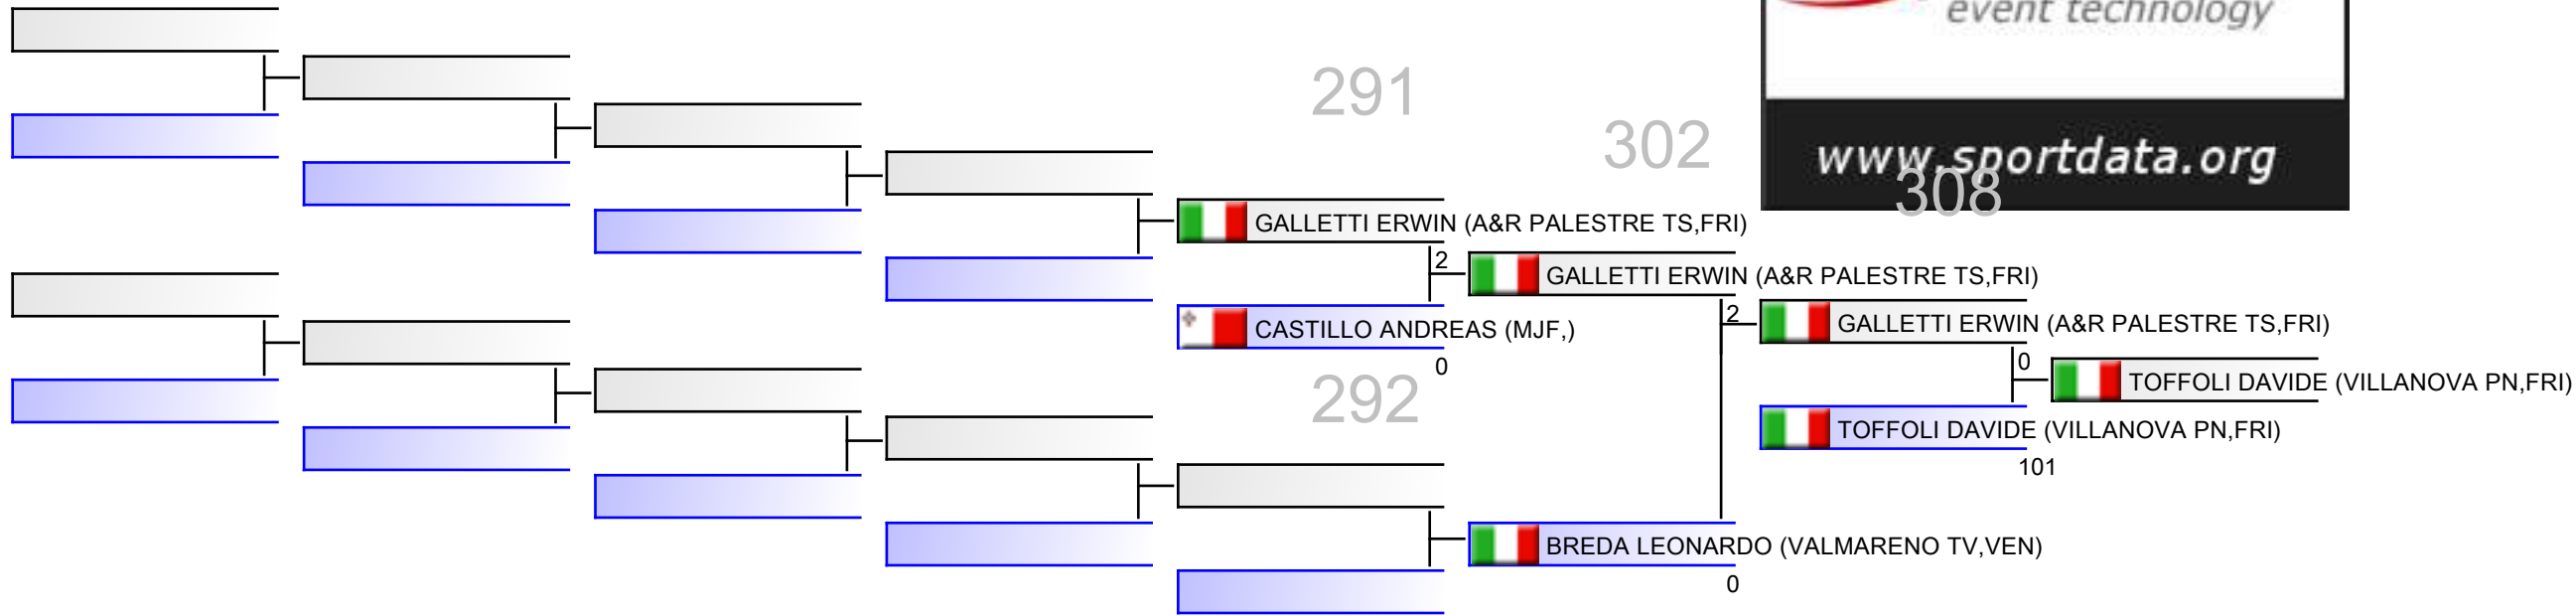 event technology
www.sportdata.org
291
302
308
GALLETTI ERWIN (A&R PALESTRE TS,FRI)
2
GALLETTI ERWIN (A&R PALESTRE TS,FRI)
CASTILLO ANDREAS (MJF,)
0
2
GALLETTI ERWIN (A&R PALESTRE TS,FRI)
0
TOFFOLI DAVIDE (VILLANOVA PN,FRI)
292
TOFFOLI DAVIDE (VILLANOVA PN,FRI)
101
BREDA LEONARDO (VALMARENO TV,VEN)
0